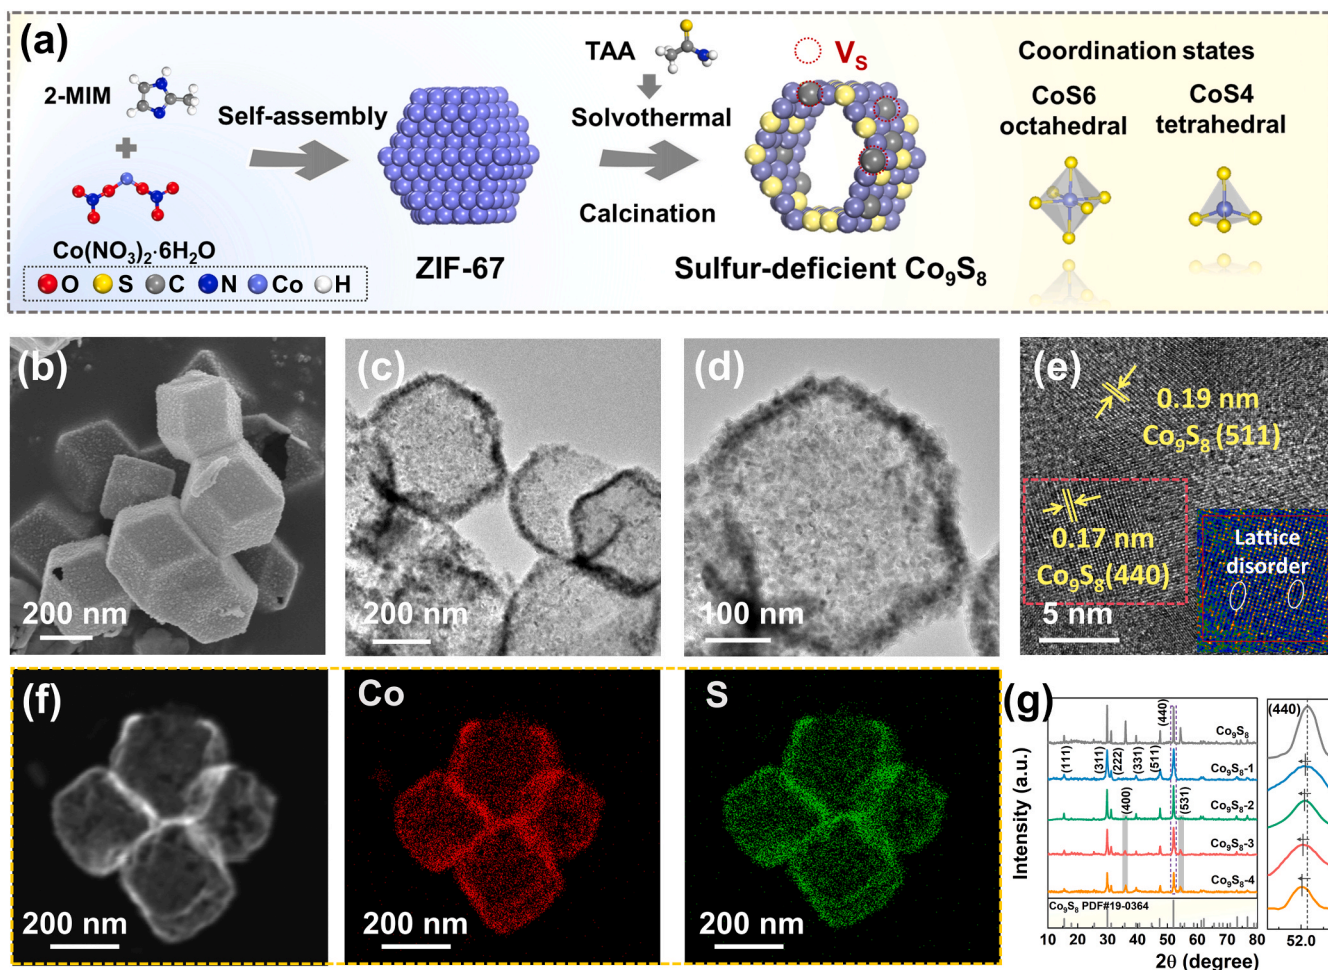 (a)
2-MIM
Co(NO₃)₂·6H₂O
O S C N Co H
Self-assembly
ZIF-67
TAA
Solvothermal
Calcination
Vₛ
Sulfur-deficient Co₉S₈
Coordination states
CoS6
octahedral
CoS4
tetrahedral
(b)
200 nm
(c)
200 nm
(d)
100 nm
(e)
0.19 nm
Co₉S₈ (511)
0.17 nm
Co₉S₈(440)
Lattice
disorder
5 nm
(f)
200 nm
Co
200 nm
S
200 nm
(g)
Intensity (a.u.)
(440)
Co₉S₈
(111)
(311)
(222)
(331)
(511)
Co₉S₈-1
(400)
(531)
Co₉S₈-2
Co₉S₈-3
Co₉S₈-4
Co₉S₈ PDF#19-0364
10 20 30 40 50 60 70 80
2θ (degree)
(440)
52.0